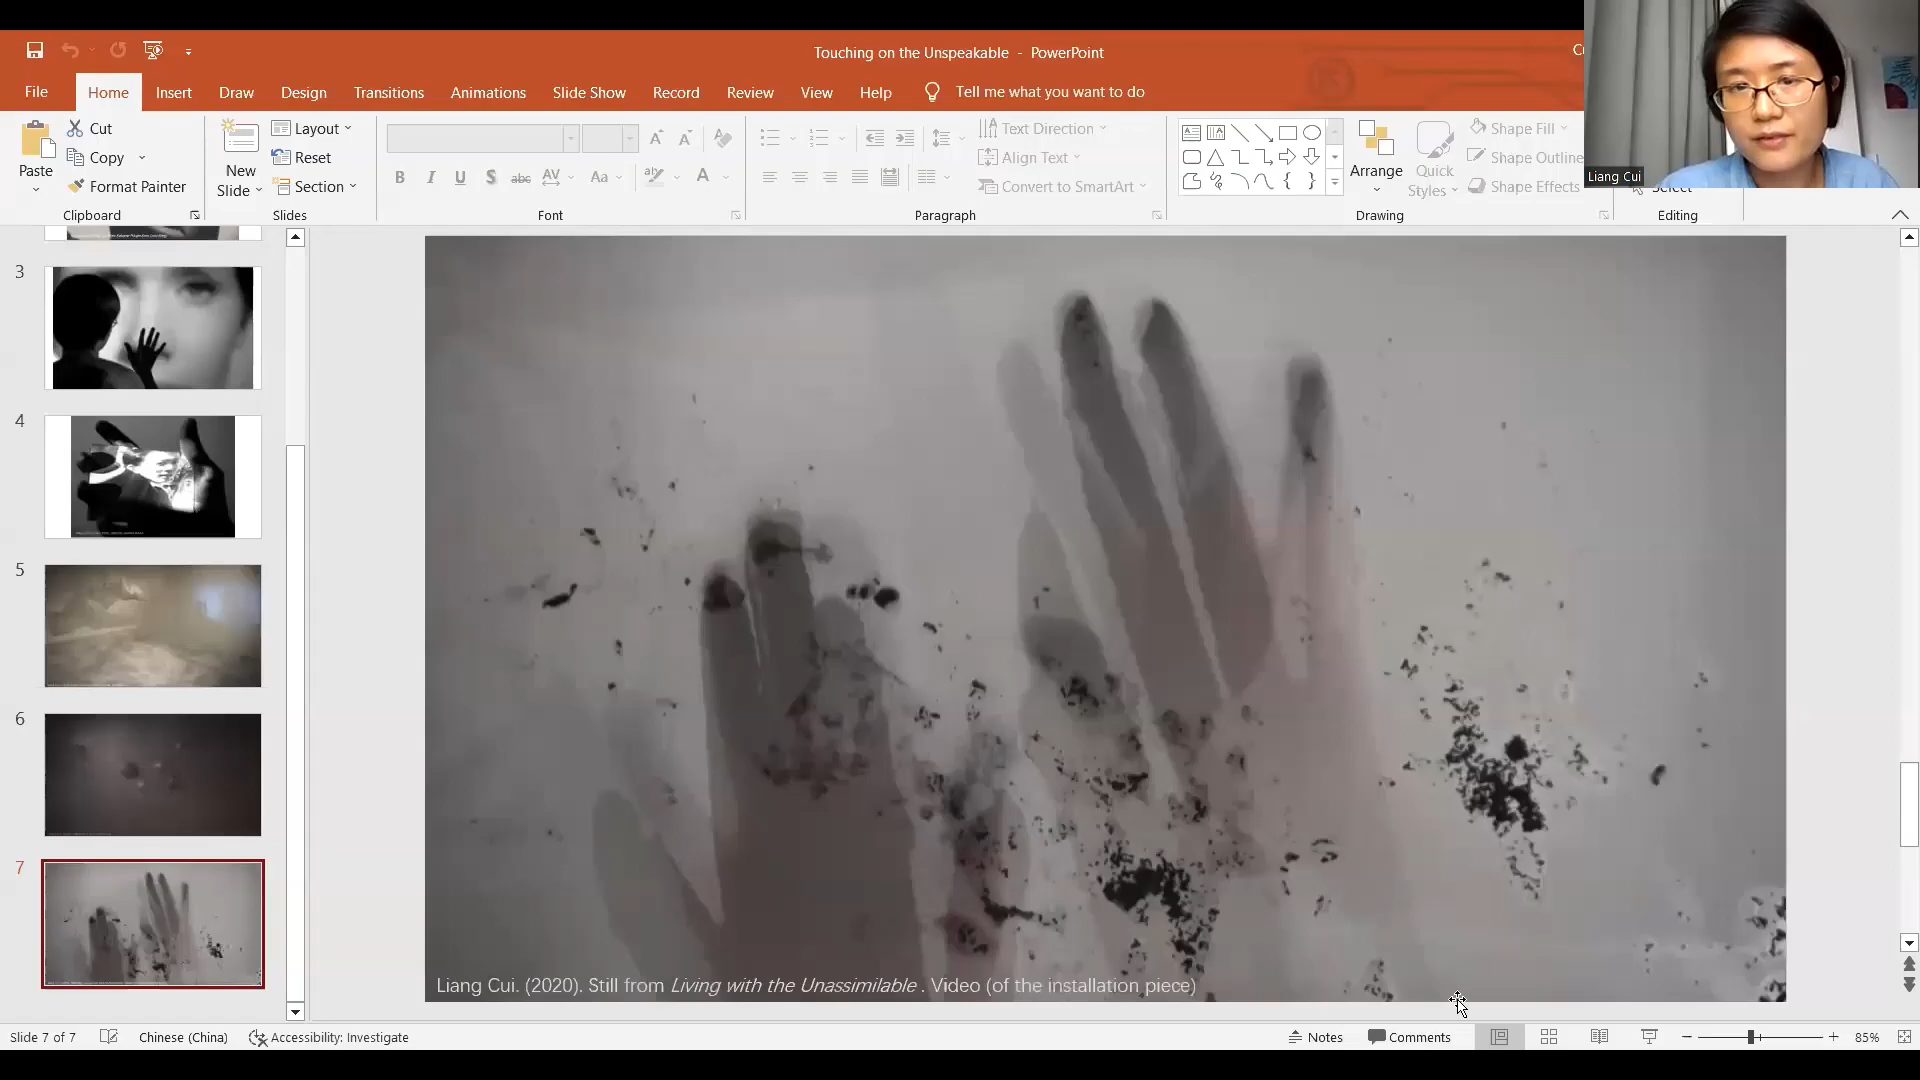 Touching on the Unspeakable - PowerPoint
File Home Insert Draw Design Transitions Animations Slide Show Record Review View Help Tell me what you want to do
Paste
Cut
Copy
Format Painter
Clipboard
New Slide
Layout
Reset
Section
Slides
Font
Text Direction
Align Text
Convert to SmartArt
Paragraph
Arrange
Quick Styles
Shape Fill
Shape Outline
Shape Effects
Drawing
Select
Editing
Liang Cui
3
4
5
6
7
Liang Cui. (2020). Still from Living with the Unassimilable . Video (of the installation piece)
Slide 7 of 7 Chinese (China) Accessibility: Investigate Notes Comments 85%